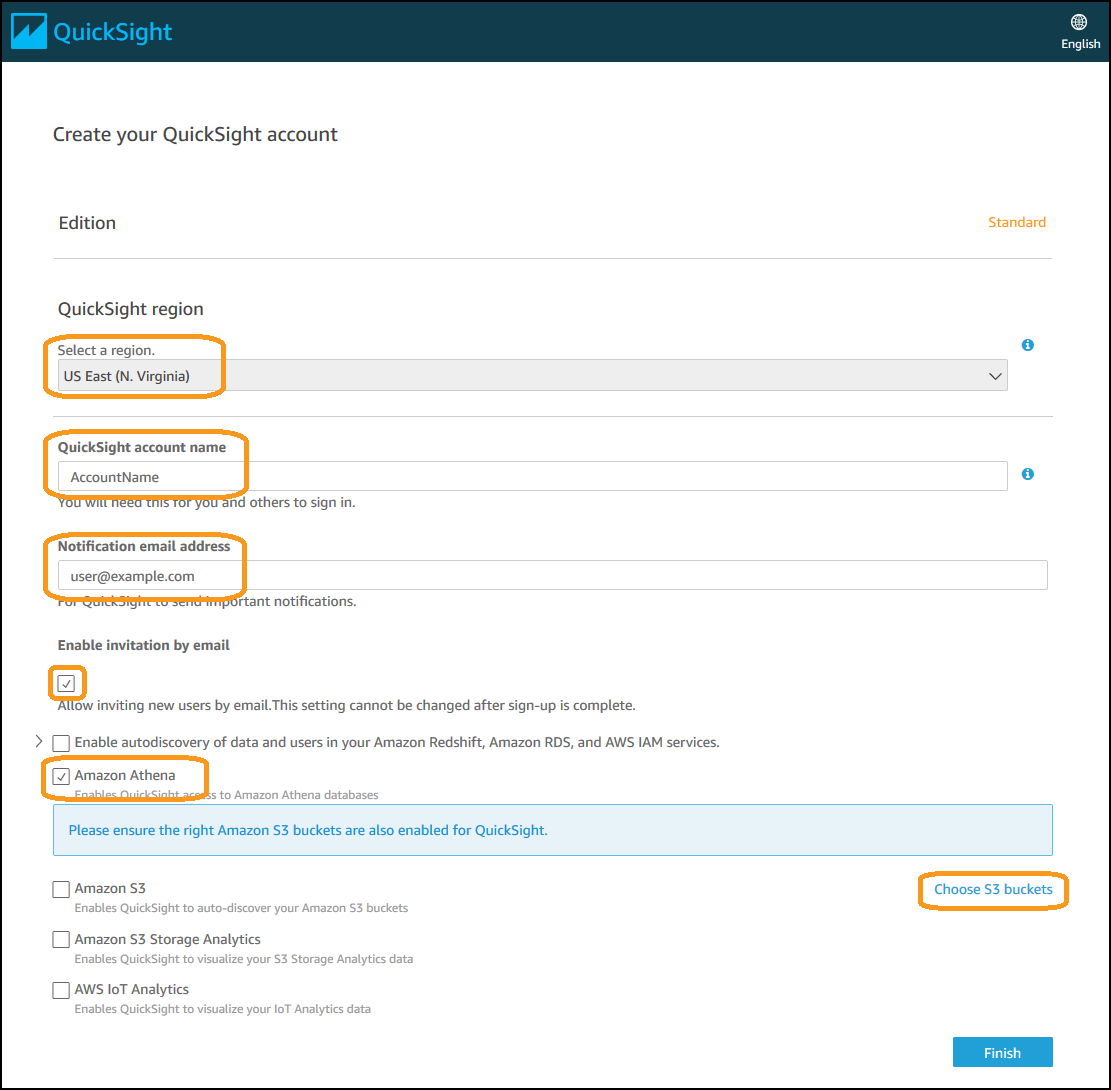 QuickSight
English
Create your QuickSight account
Edition
Standard
QuickSight region
Select a region.
US East (N. Virginia)
QuickSight account name
AccountName
You will need this for you and others to sign in.
Notification email address
user@example.com
For QuickSight to send important notifications.
Enable invitation by email
Allow inviting new users by email.This setting cannot be changed after sign-up is complete.
Enable autodiscovery of data and users in your Amazon Redshift, Amazon RDS, and AWS IAM services.
Amazon Athena
Enables QuickSight access to Amazon Athena databases
Please ensure the right Amazon S3 buckets are also enabled for QuickSight.
Amazon S3
Choose S3 buckets
Enables QuickSight to auto-discover your Amazon S3 buckets
Amazon S3 Storage Analytics
Enables QuickSight to visualize your S3 Storage Analytics data
AWS IoT Analytics
Enables QuickSight to visualize your IoT Analytics data
Finish